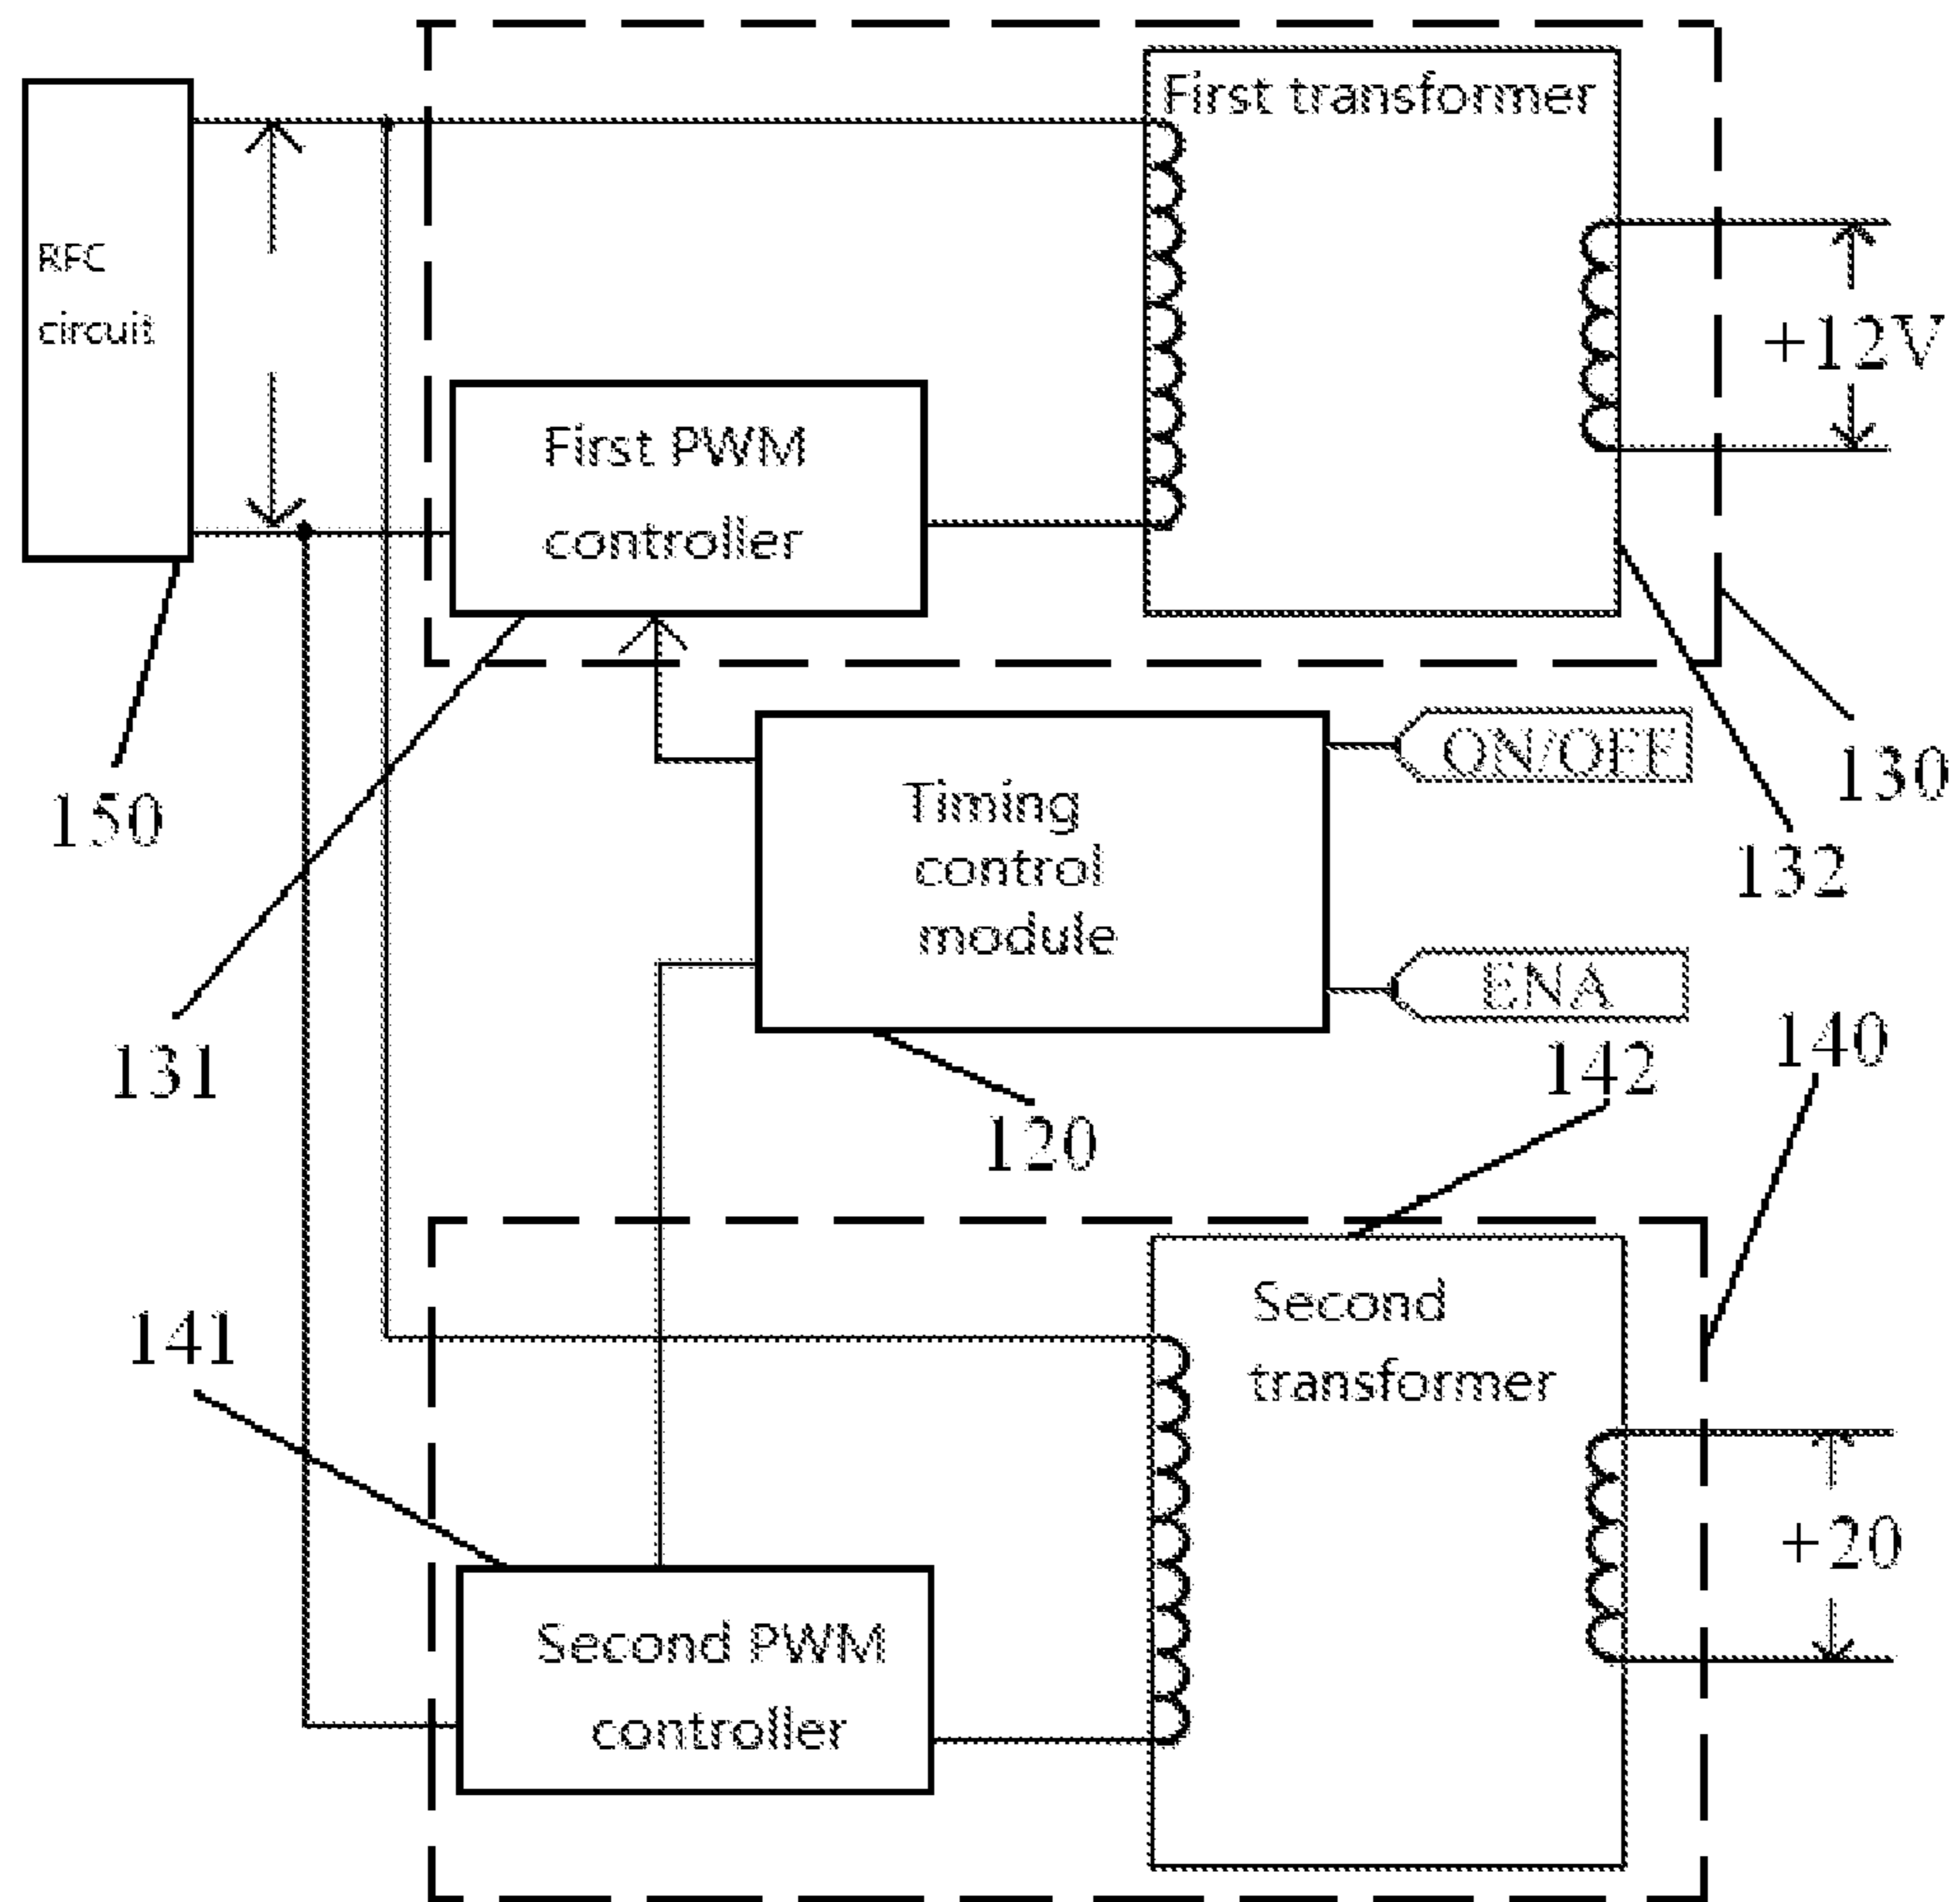 First transformer
RFC
circuit
+12V
First PWM
controller
ON/OFF
130
150
Timing
control
module
132
ENA
131
142
140
120
Second
transformer
141
+20
Second PWM
controller